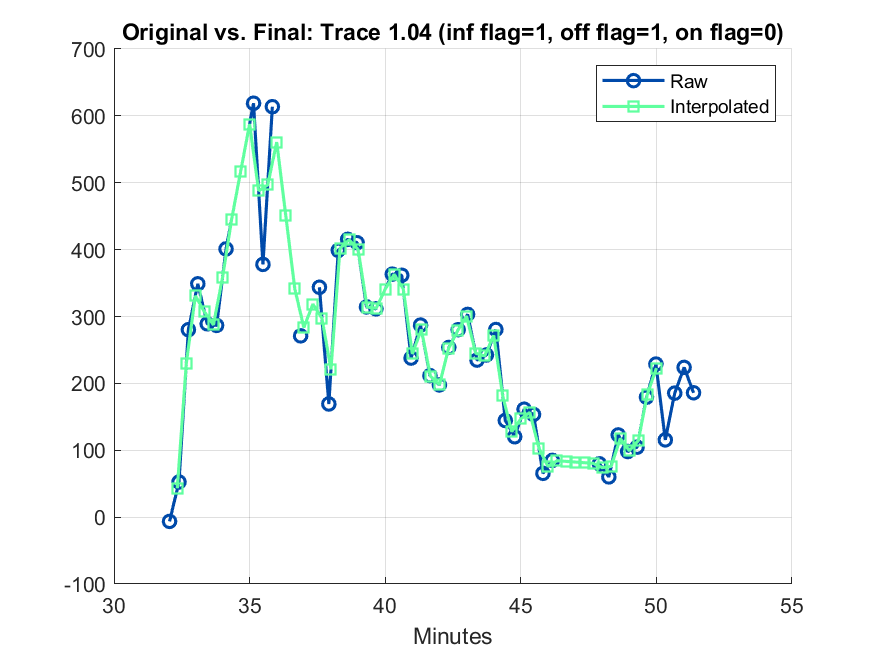 Original vs. Final: Trace 1.04 (inf flag=1, off flag=1, on flag=0)
700
600
500
400
300
200
100
0
-100
Raw
Interpolated
30 35 40 45 50 55
Minutes